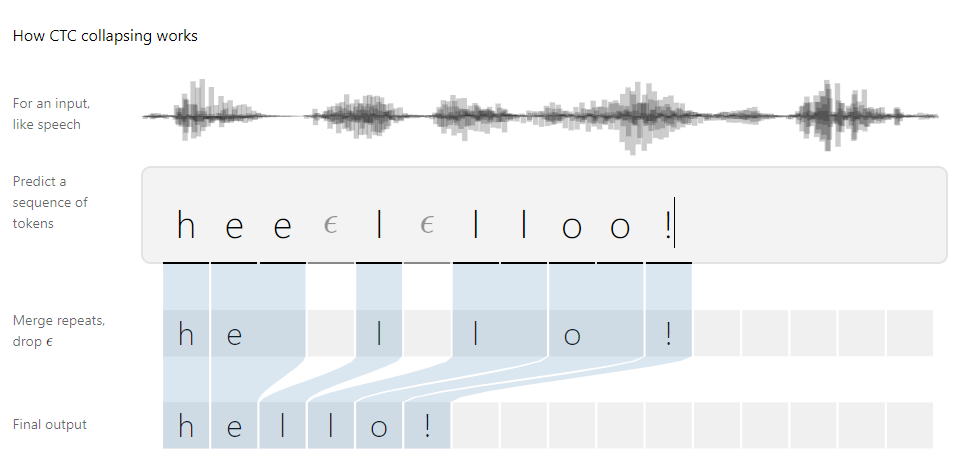 How CTC collapsing works
For an input,
like speech
Predict a
sequence of
tokens
h e e ϵ l ϵ l l o o !
Merge repeats,
drop ϵ
h e l l o !
Final output
h e l l o !